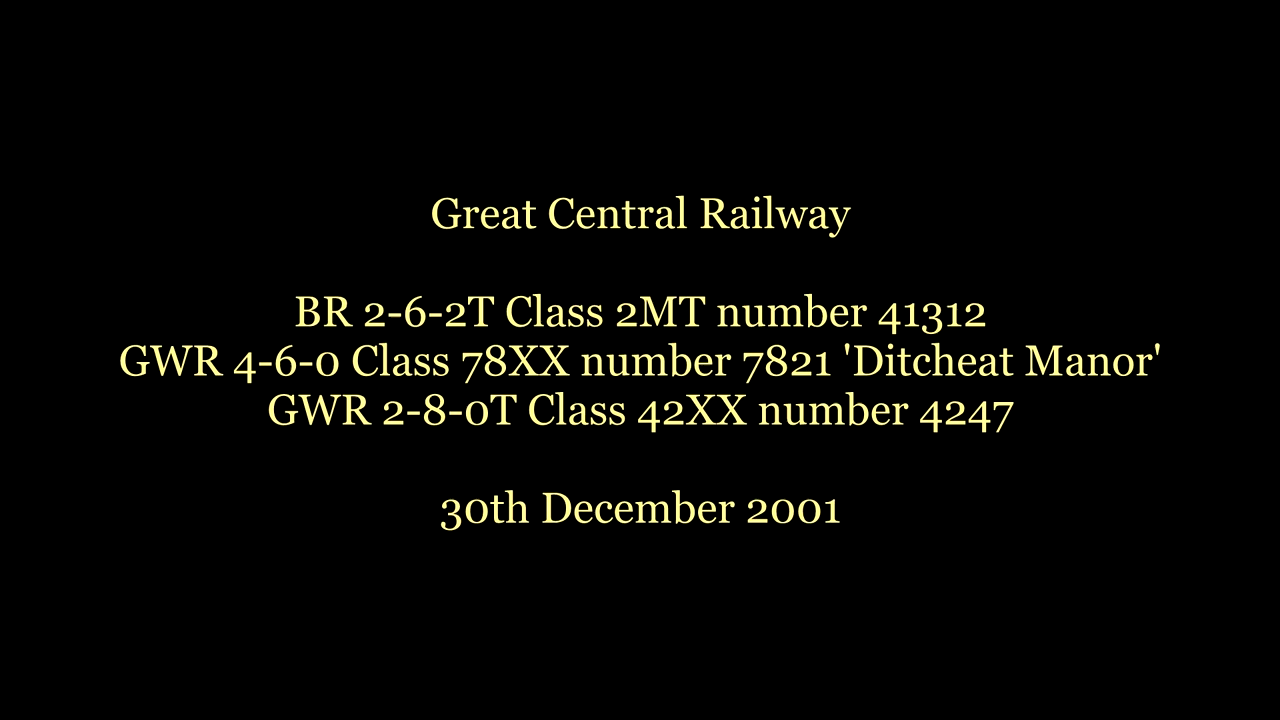 Great Central Railway
BR 2-6-2T Class 2MT number 41312
GWR 4-6-0 Class 78XX number 7821 'Ditcheat Manor'
GWR 2-8-0T Class 42XX number 4247
30th December 2001